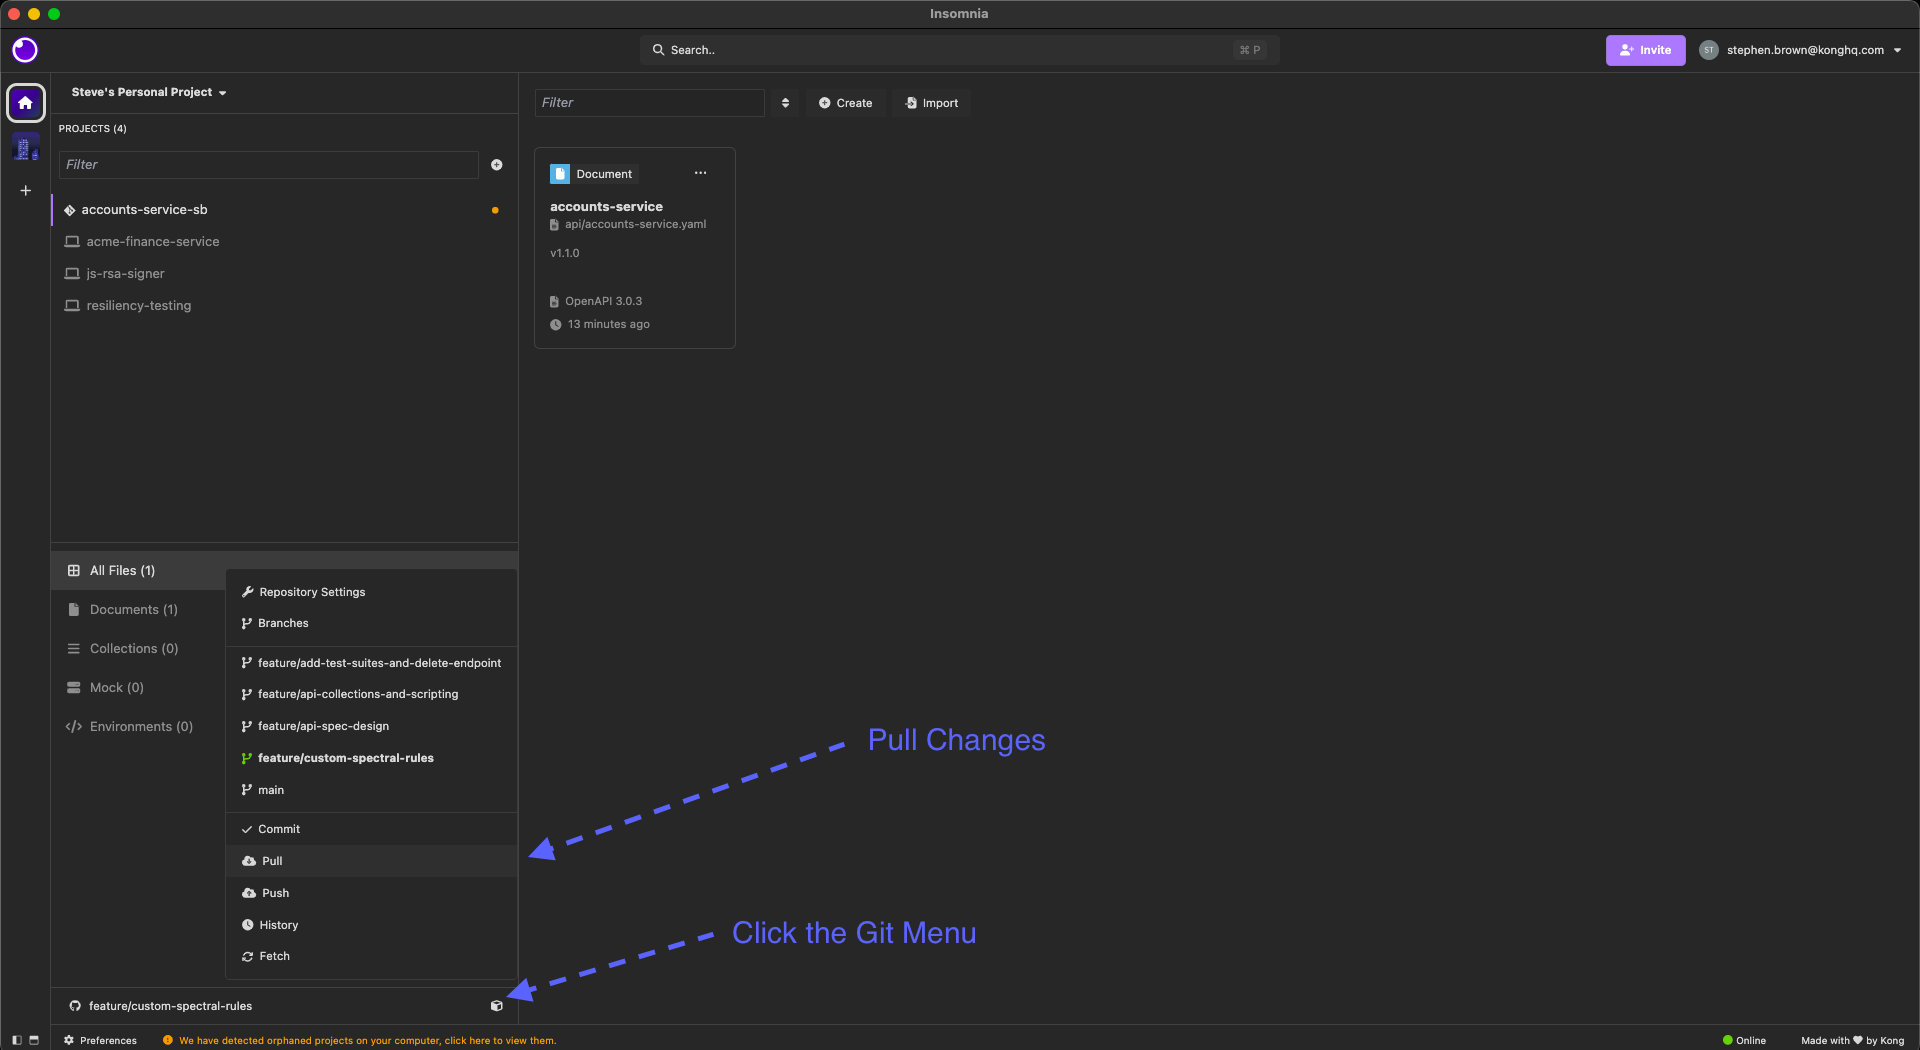 Insomnia
Search..
⌘ P
Invite
ST
stephen.brown@konghq.com
Steve's Personal Project
PROJECTS (4)
Filter
accounts-service-sb
acme-finance-service
js-rsa-signer
resiliency-testing
Filter
Create
Import
Document
accounts-service
api/accounts-service.yaml
v1.1.0
OpenAPI 3.0.3
13 minutes ago
All Files (1)
Documents (1)
Collections (0)
Mock (0)
Environments (0)
Repository Settings
Branches
feature/add-test-suites-and-delete-endpoint
feature/api-collections-and-scripting
feature/api-spec-design
feature/custom-spectral-rules
main
Commit
Pull
Push
History
Fetch
Pull Changes
Click the Git Menu
feature/custom-spectral-rules
Preferences
We have detected orphaned projects on your computer, click here to view them.
Online
Made with ♥ by Kong